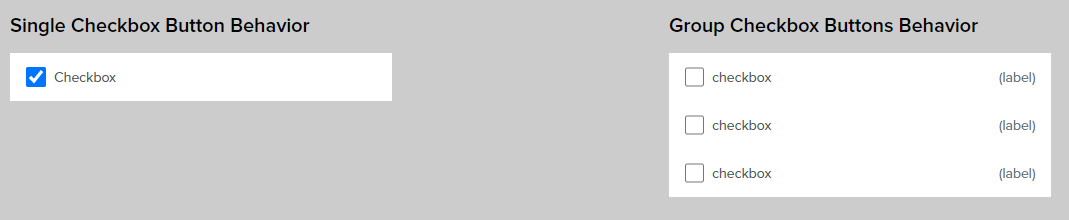 Single Checkbox Button Behavior
Checkbox
Group Checkbox Buttons Behavior
checkbox (label)
checkbox (label)
checkbox (label)